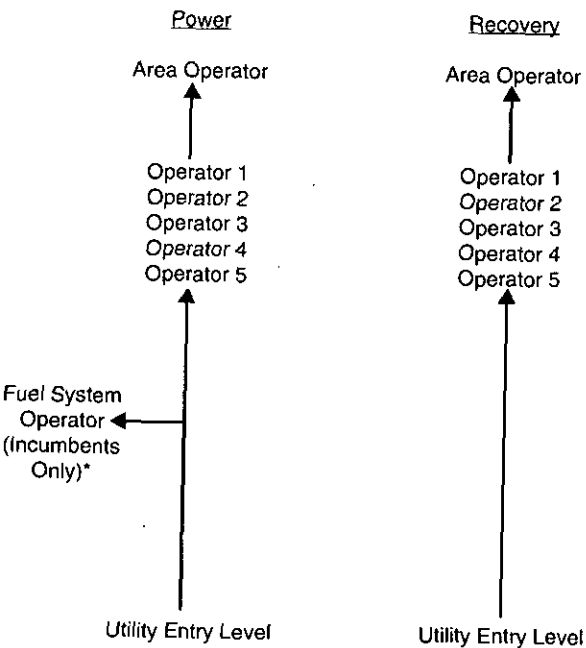 Power
Area Operator
Operator 1
Operator 2
Operator 3
Operator 4
Operator 5
Fuel System
Operator
(Incumbents
Only)*
Utility Entry Level
Recovery
Area Operator
Operator 1
Operator 2
Operator 3
Operator 4
Operator 5
Utility Entry Level